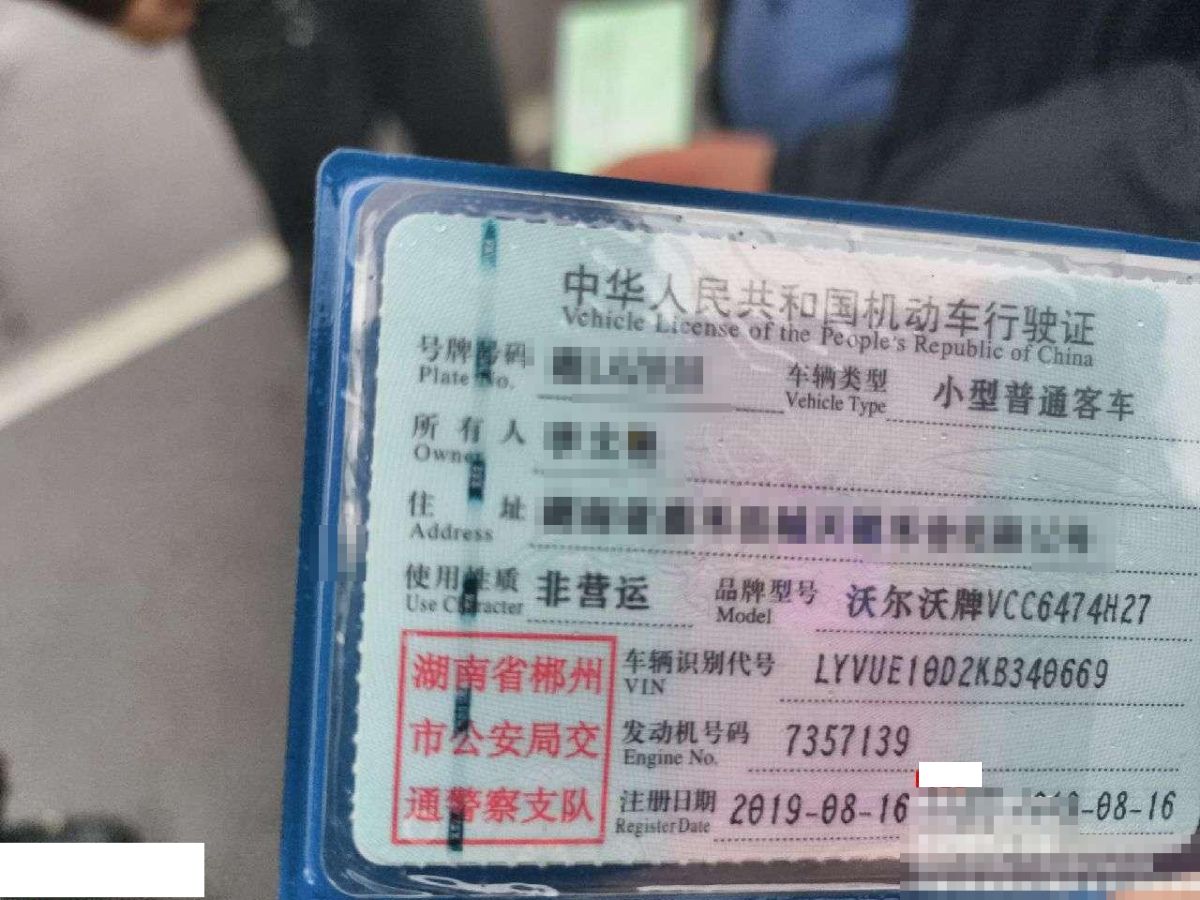 中华人民共和国机动车行驶证
Vehicle License of the People's Republic of China
号牌号码 车辆类型 小型普通客车
Plate No. Vehicle Type
所有人
Owner
住址
Address
使用性质 非营运 品牌型号 沃尔沃牌VCC6474H27
Use Character Model
湖南省郴州
市公安局交
通警察支队
车辆识别代号 LYVUE10D2KB340669
VIN
发动机号码 7357139
Engine No.
注册日期 2019-08-16 -08-16
Register Date